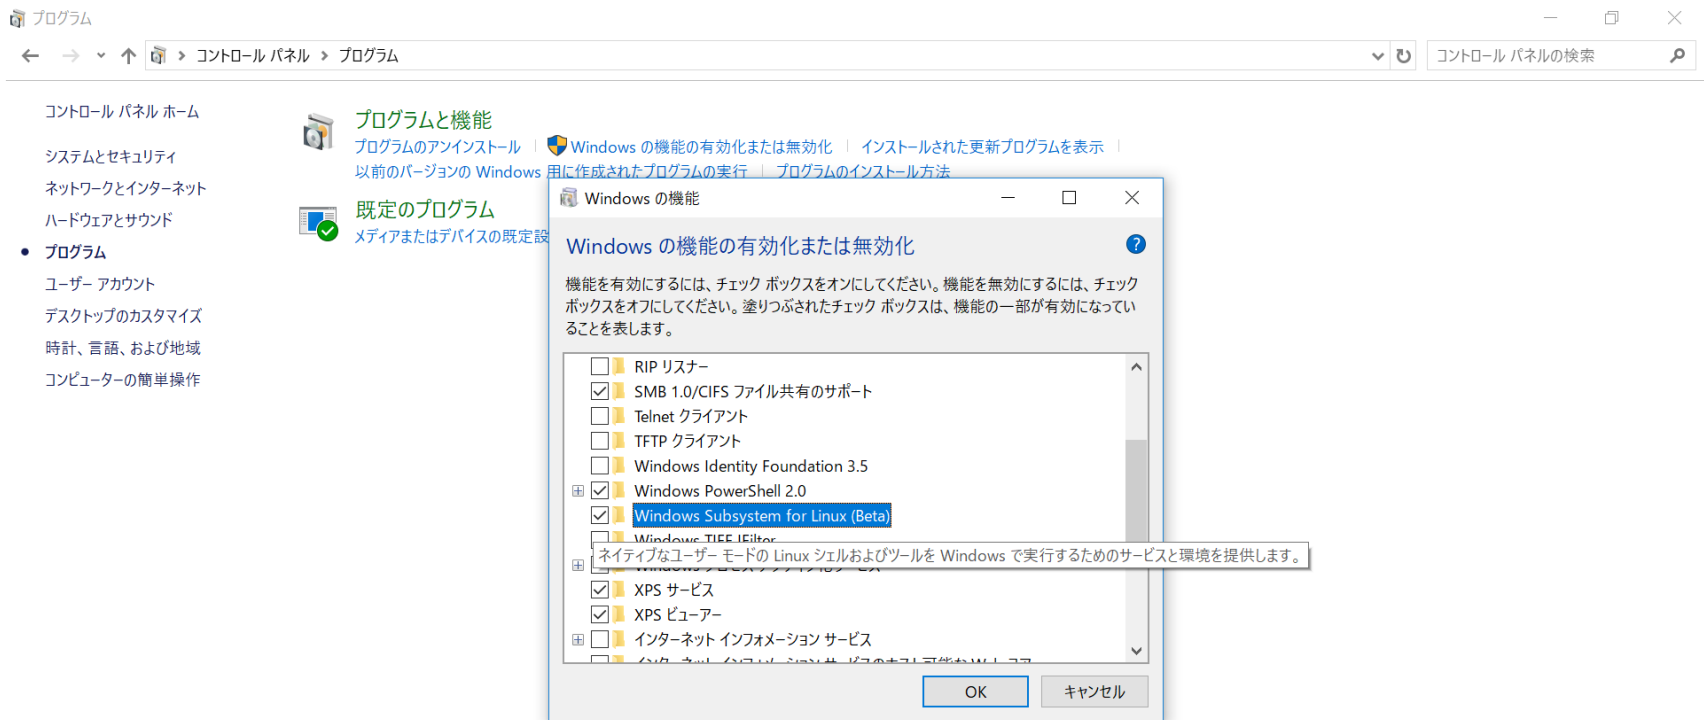 プログラム
コントロール パネル
プログラム
コントロール パネルの検索
コントロール パネル ホーム
システムとセキュリティ
ネットワークとインターネット
ハードウェアとサウンド
プログラム
ユーザー アカウント
デスクトップのカスタマイズ
時計、言語、および地域
コンピューターの簡単操作
プログラムと機能
プログラムのアンインストール
Windows の機能の有効化または無効化
インストールされた更新プログラムを表示
以前のバージョンの Windows 用に作成されたプログラムの実行
プログラムのインストール方法
既定のプログラム
メディアまたはデバイスの既定設
Windows の機能
Windows の機能の有効化または無効化
機能を有効にするには、チェック ボックスをオンにしてください。機能を無効にするには、チェック
ボックスをオフにしてください。塗りつぶされたチェック ボックスは、機能の一部が有効になってい
ることを表します。
RIP リスナー
SMB 1.0/CIFS ファイル共有のサポート
Telnet クライアント
TFTP クライアント
Windows Identity Foundation 3.5
Windows PowerShell 2.0
Windows Subsystem for Linux (Beta)
Windows TIFF IFilter
ネイティブなユーザー モードの Linux シェルおよびツールを Windows で実行するためのサービスと環境を提供します。
XPS サービス
XPS ビューアー
インターネット インフォメーション サービス
OK
キャンセル